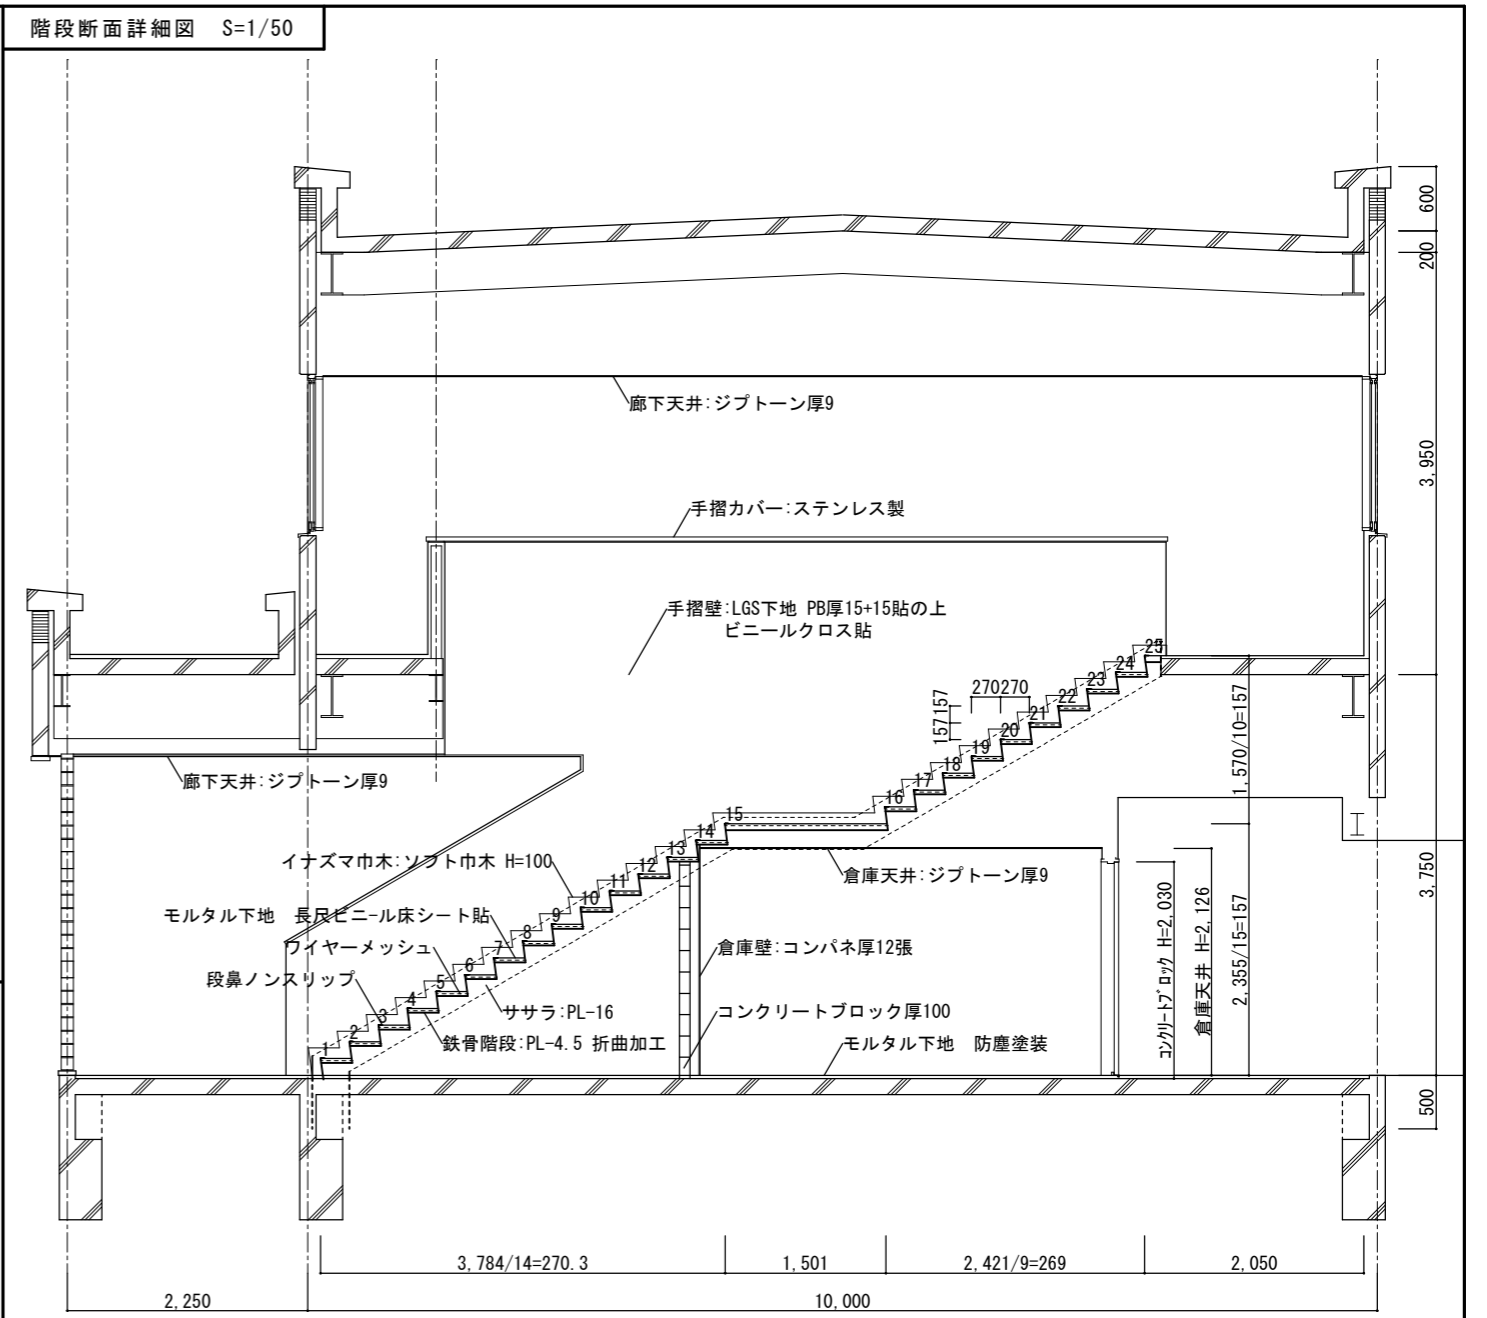 階段断面詳細図 S=1/50
600
200
廊下天井:ジプトーン厚9
3,950
手摺カバー:ステンレス製
手摺壁:LGS下地 PB厚15+15貼の上
ビニールクロス貼
25
24
23
22
21
20
19
18
17
16
15
14
13
12
11
10
9
8
7
6
5
4
3
2
1
270 270
157 157
1,570/10=157
廊下天井:ジプトーン厚9
イナズマ巾木:ソフト巾木 H=100
倉庫天井:ジプトーン厚9
3,750
モルタル下地 長尺ビニール床シート貼
ワイヤーメッシュ
倉庫壁:コンパネ厚12張
段鼻ノンスリップ
ササラ:PL-16
コンクリートブロック厚100
鉄骨階段:PL-4.5 折曲加工
モルタル下地 防塵塗装
コンクリートブロック H=2,030
倉庫天井 H=2,126
2,355/15=157
500
3,784/14=270.3
1,501
2,421/9=269
2,050
2,250
10,000